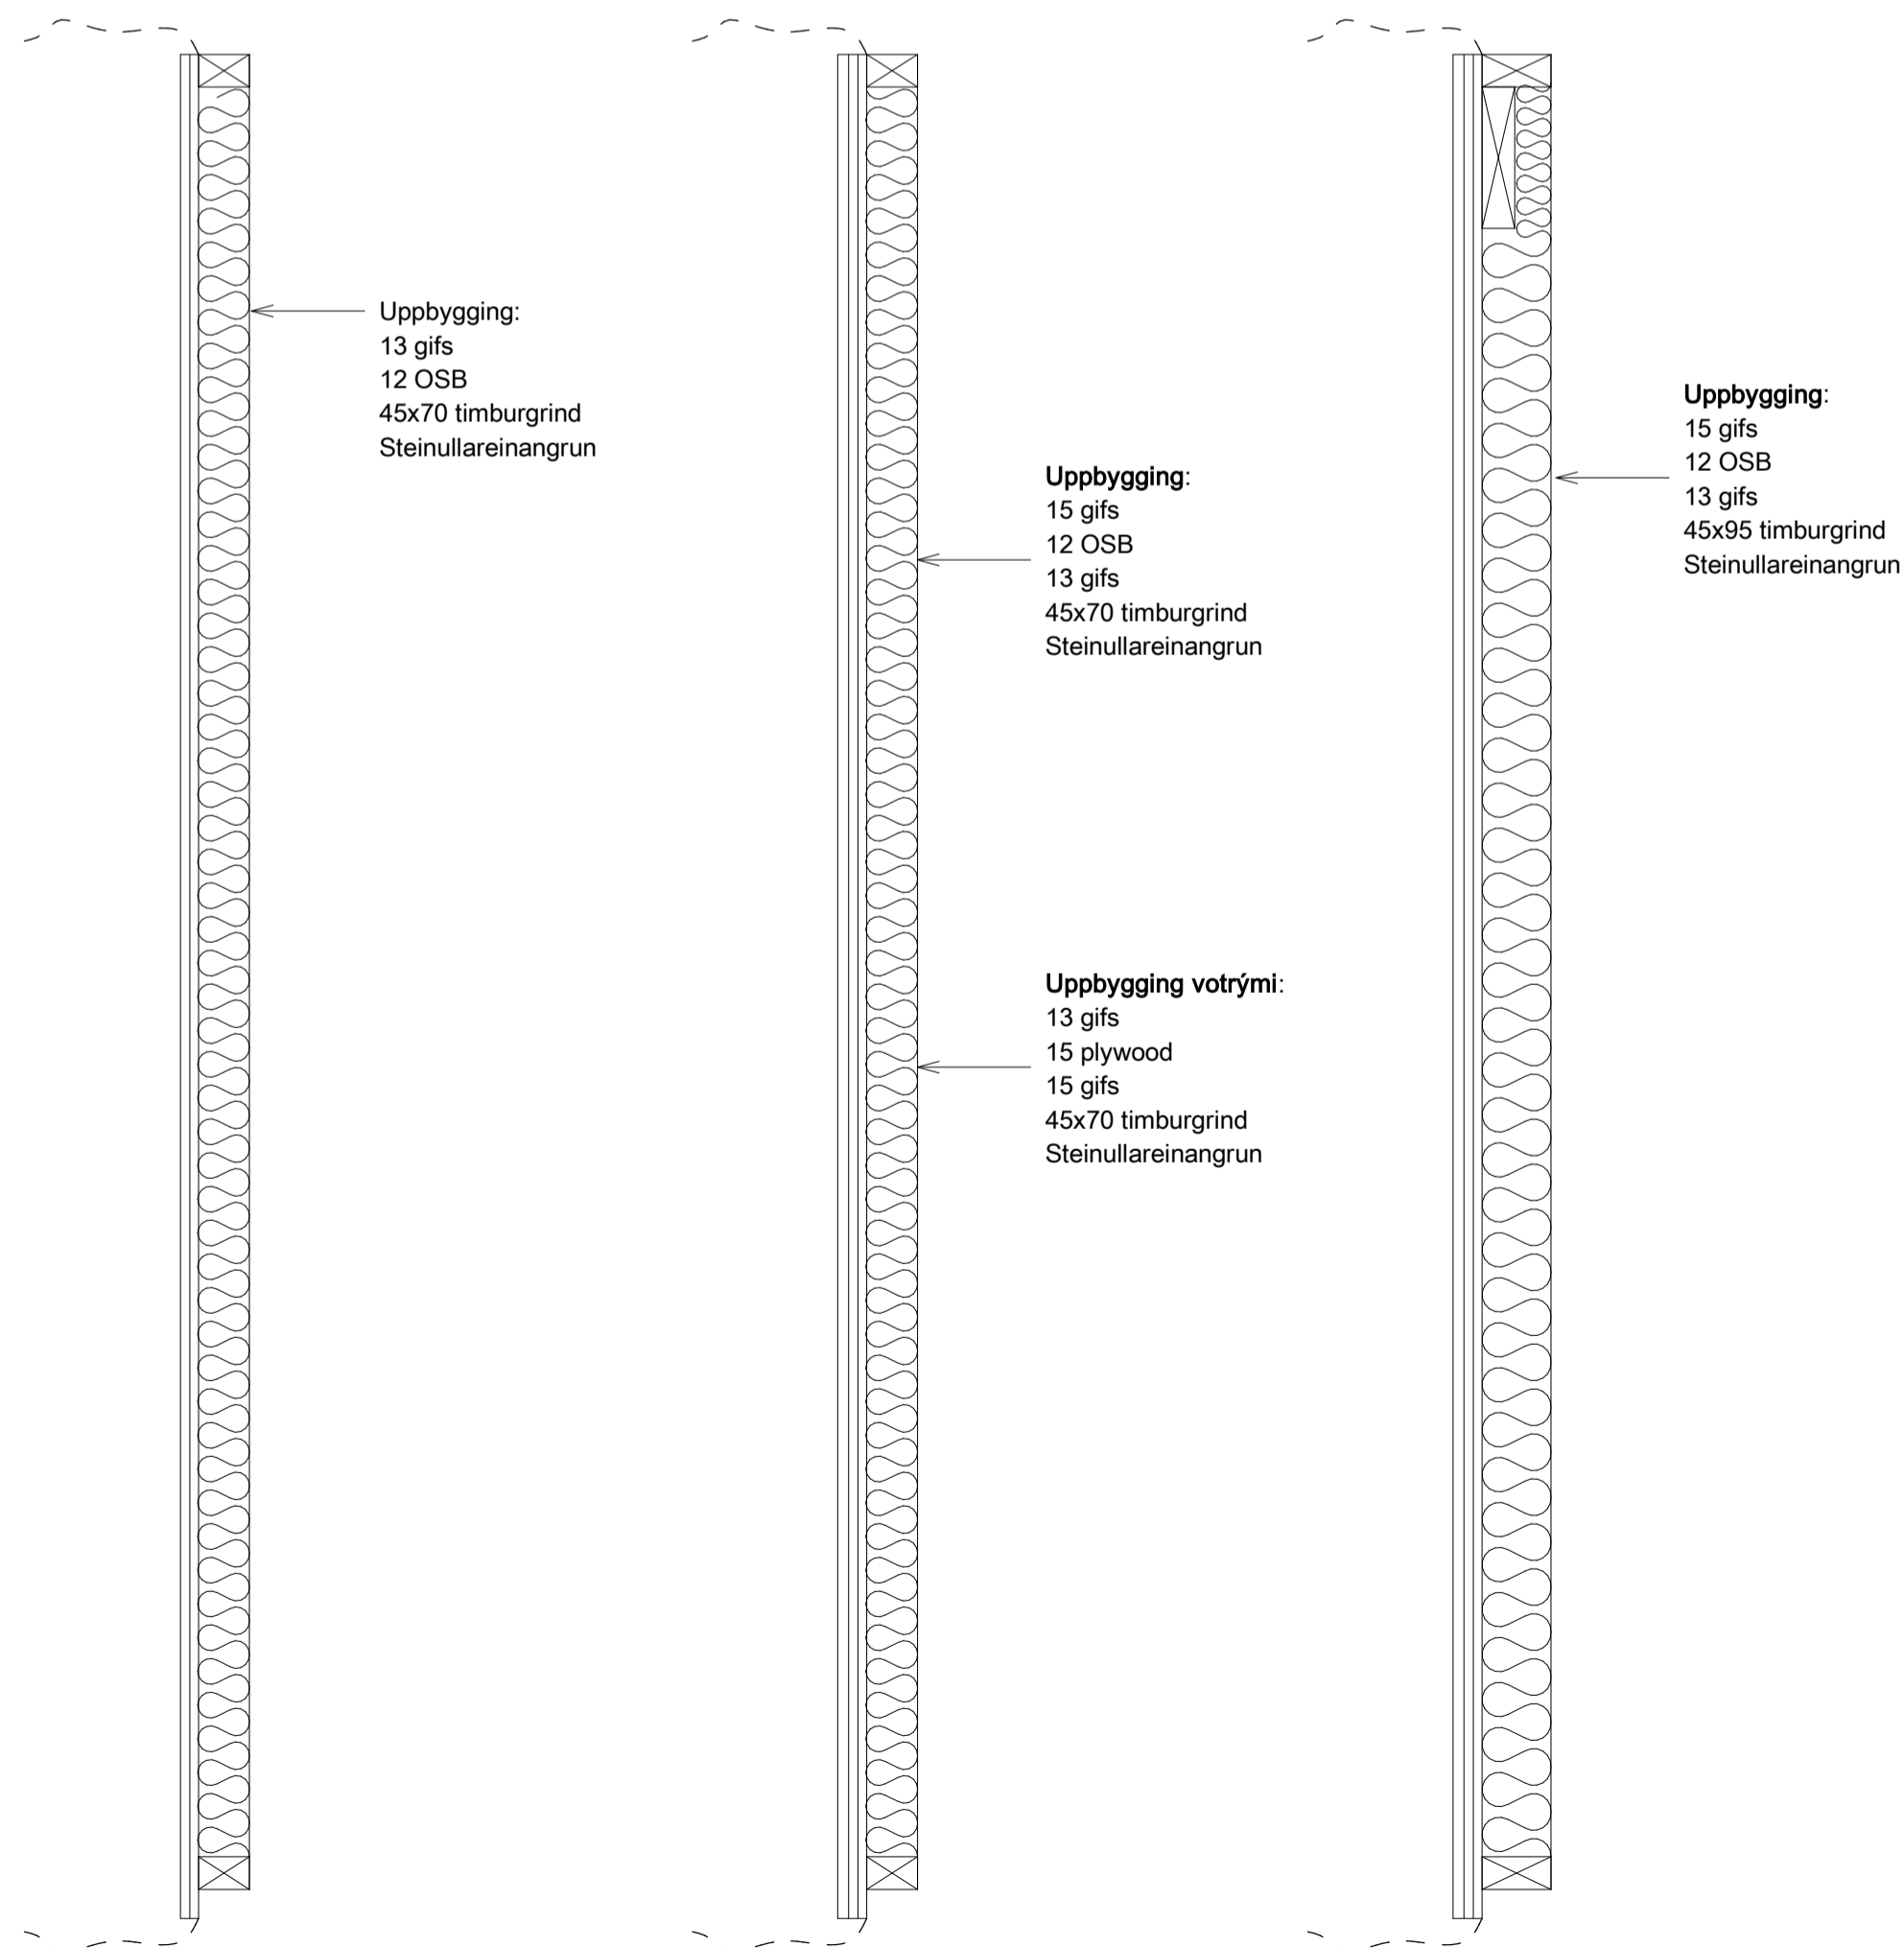 Uppbygging:
13 gifs
12 OSB
45x70 timburgrind
Steinullareinangrun
Uppbygging:
15 gifs
12 OSB
13 gifs
45x70 timburgrind
Steinullareinangrun
Uppbygging votrými:
13 gifs
15 plywood
15 gifs
45x70 timburgrind
Steinullareinangrun
Uppbygging:
15 gifs
12 OSB
13 gifs
45x95 timburgrind
Steinullareinangrun